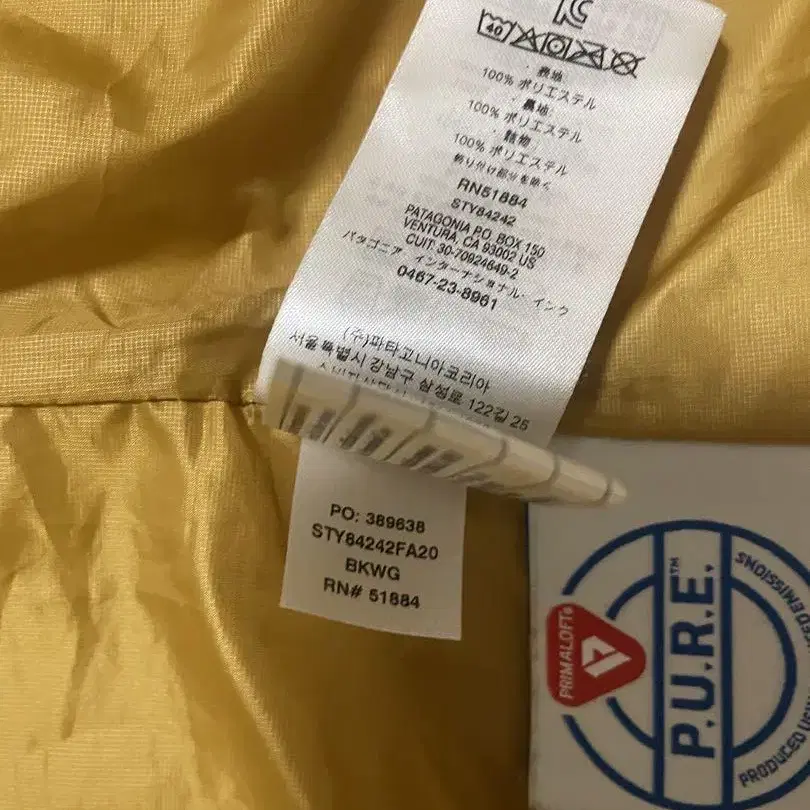 40
・表地
100% ポリエステル
・裏地:
100% ポリエステル
・詰物:
100% ポリエステル
飾り付け部分を除く
RN51884
STY84242
PATAGONIA P.O. BOX 150
VENTURA, CA 93002 US
CUIT: 30-70924649-2
パタゴニア・インターナショナル・インク
0467-23-8961
(주)파타고니아코리아
서울특별시 강남구 삼성로 122길 25
PO: 389638
STY84242FA20
BKWG
RN# 51884
PRIMALOFT®
P.U.R.E.™
PRODUCED
EMISSIONS